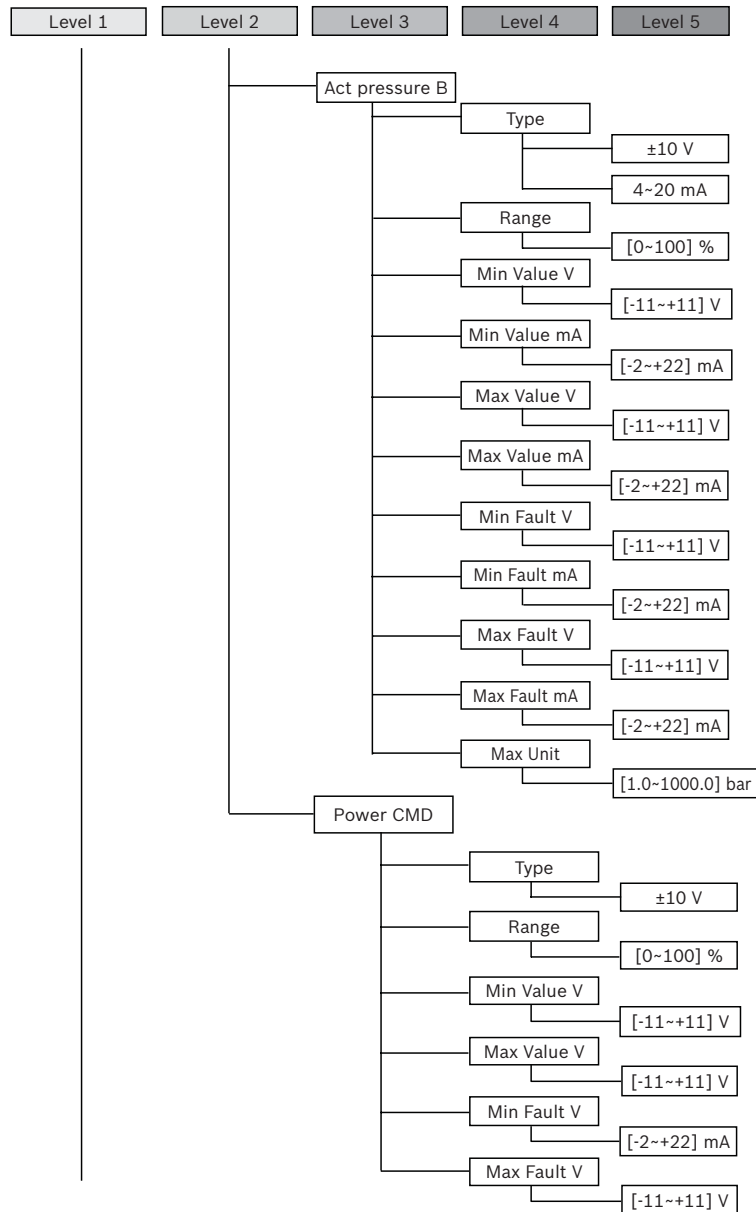 Level 1 Level 2 Level 3 Level 4 Level 5
Act pressure B
Type
±10 V
4~20 mA
Range
[0~100] %
Min Value V
[-11~+11] V
Min Value mA
[-2~+22] mA
Max Value V
[-11~+11] V
Max Value mA
[-2~+22] mA
Min Fault V
[-11~+11] V
Min Fault mA
[-2~+22] mA
Max Fault V
[-11~+11] V
Max Fault mA
[-2~+22] mA
Max Unit
[1.0~1000.0] bar
Power CMD
Type
±10 V
Range
[0~100] %
Min Value V
[-11~+11] V
Max Value V
[-11~+11] V
Min Fault V
[-2~+22] mA
Max Fault V
[-11~+11] V